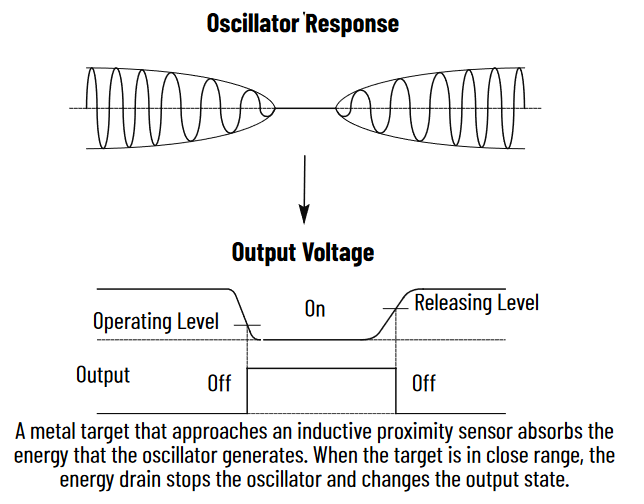 Oscillator Response
Output Voltage
On
Releasing Level
Operating Level
Output
Off
Off
A metal target that approaches an inductive proximity sensor absorbs the
energy that the oscillator generates. When the target is in close range, the
energy drain stops the oscillator and changes the output state.